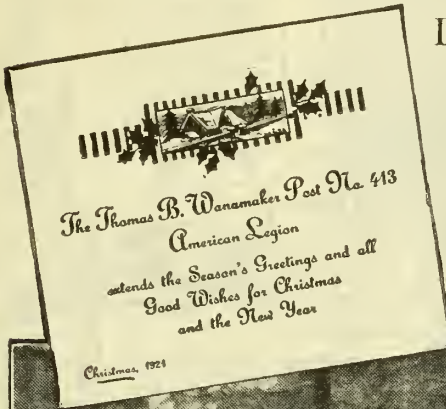 The Thomas B. Wanamaker Post No. 413
American Legion
extends the Season's Greetings and all
Good Wishes for Christmas
and the New Year
Christmas, 1921